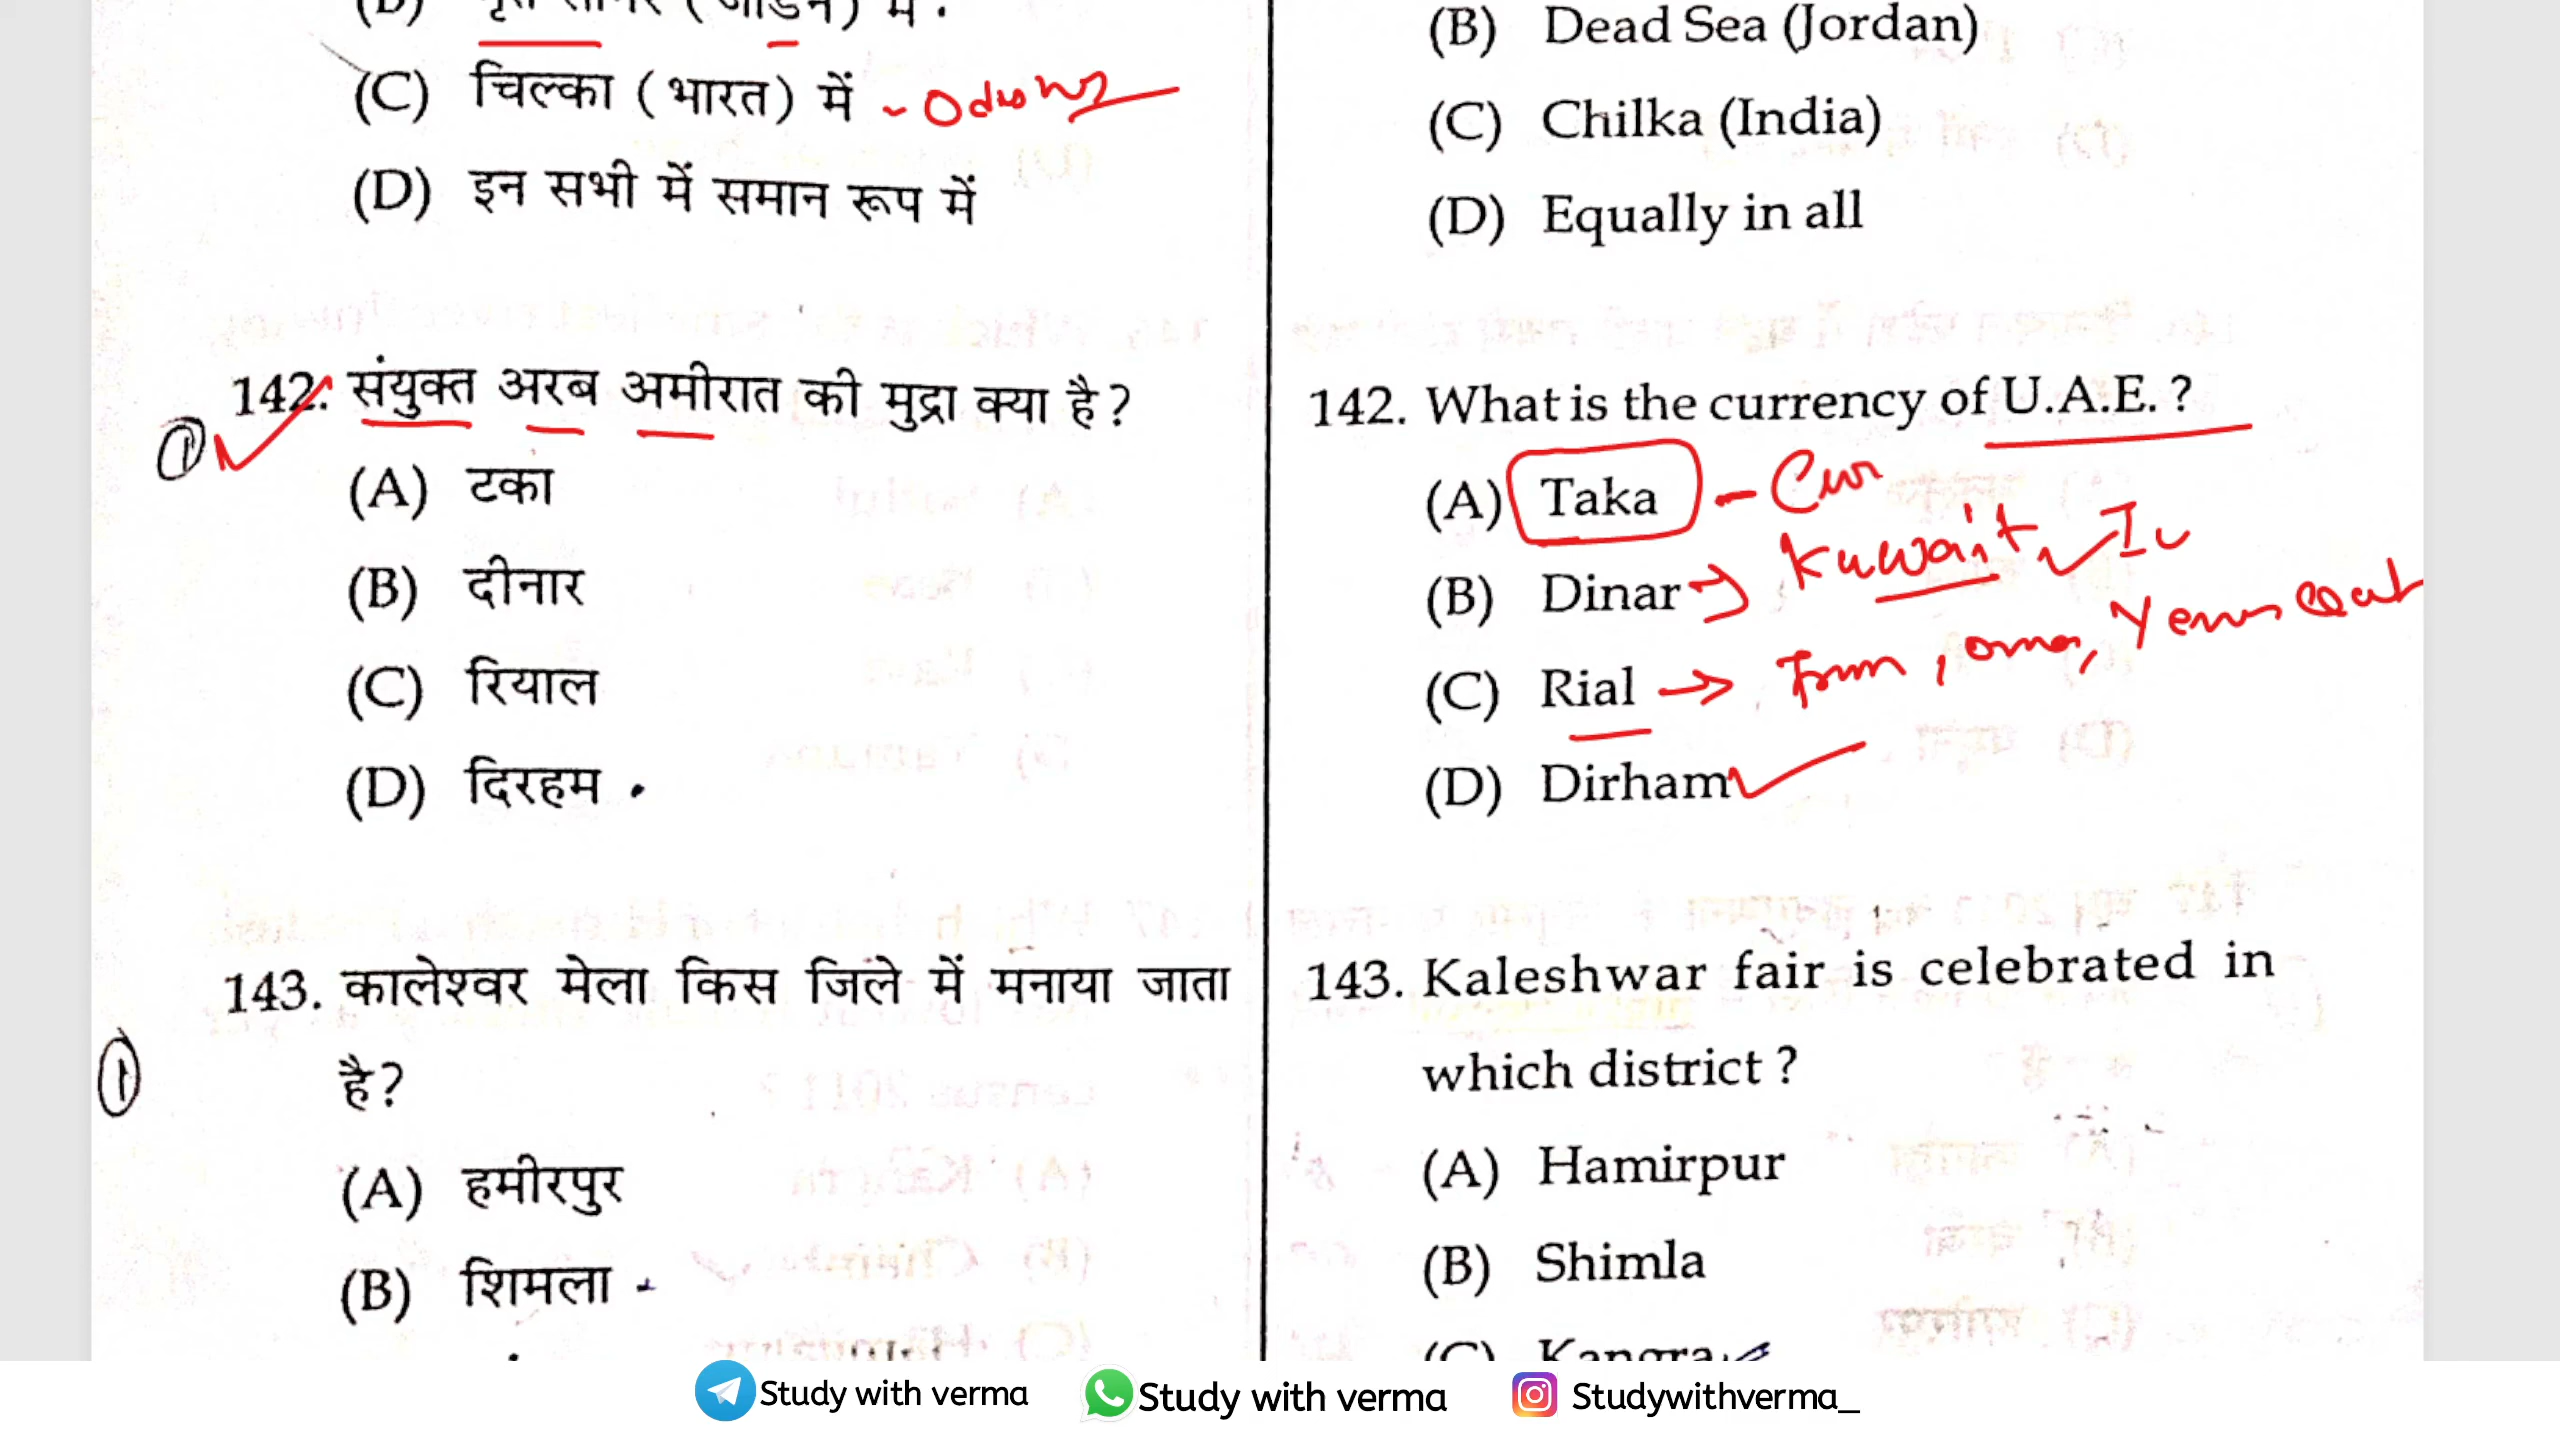 (C) चिल्का (भारत) में -
(D) इन सभी में समान रूप में
142. संयुक्त अरब अमीरात की मुद्रा क्या है?
(A) टका
(B) दीनार
(C) रियाल
(D) दिरहम
143. कालेश्वर मेला किस जिले में मनाया जाता
है?
(A) हमीरपुर
(B) शिमला
(B) Dead Sea (Jordan)
(C) Chilka (India)
(D) Equally in all
142. What is the currency of U.A.E. ?
(A) Taka -
(B) Dinar → Kuwait
(C) Rial →
(D) Dirham
143. Kaleshwar fair is celebrated in
which district ?
(A) Hamirpur
(B) Shimla
(C) Kangra
Study with verma Study with verma Studywithverma_